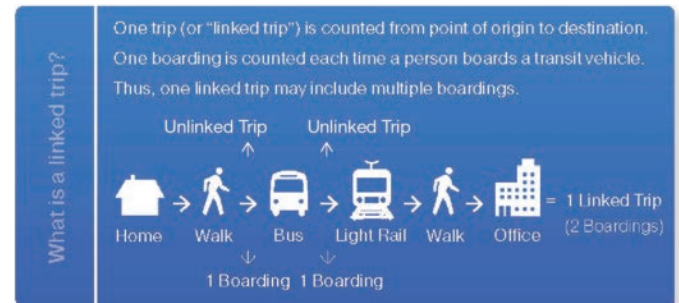 What is a linked trip?
One trip (or “linked trip”) is counted from point of origin to destination.
One boarding is counted each time a person boards a transit vehicle.
Thus, one linked trip may include multiple boardings.
Unlinked Trip Unlinked Trip
= 1 Linked Trip
Home Walk Bus Light Rail Walk Office (2 Boardings)
1 Boarding 1 Boarding